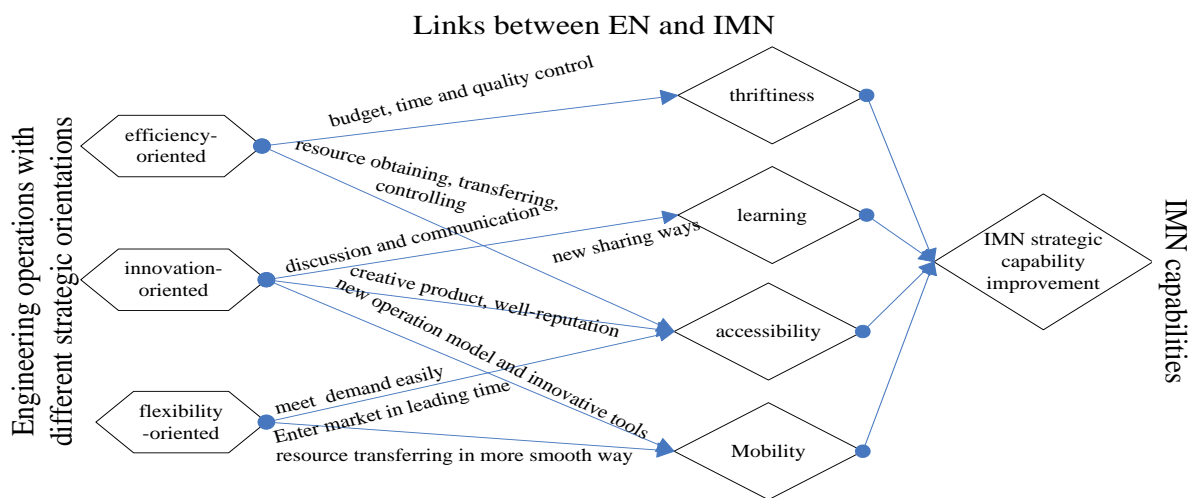 Links between EN and IMN
Engineering operations with
different strategic orientations
efficiency-
oriented
innovation-
oriented
flexibility
-oriented
budget, time and quality control
resource obtaining, transferring,
controlling
discussion and communication
new sharing ways
creative product, well-reputation
new operation model and innovative tools
meet demand easily
Enter market in leading time
resource transferring in more smooth way
thriftiness
learning
accessibility
Mobility
IMN strategic
capability
improvement
IMN capabilities